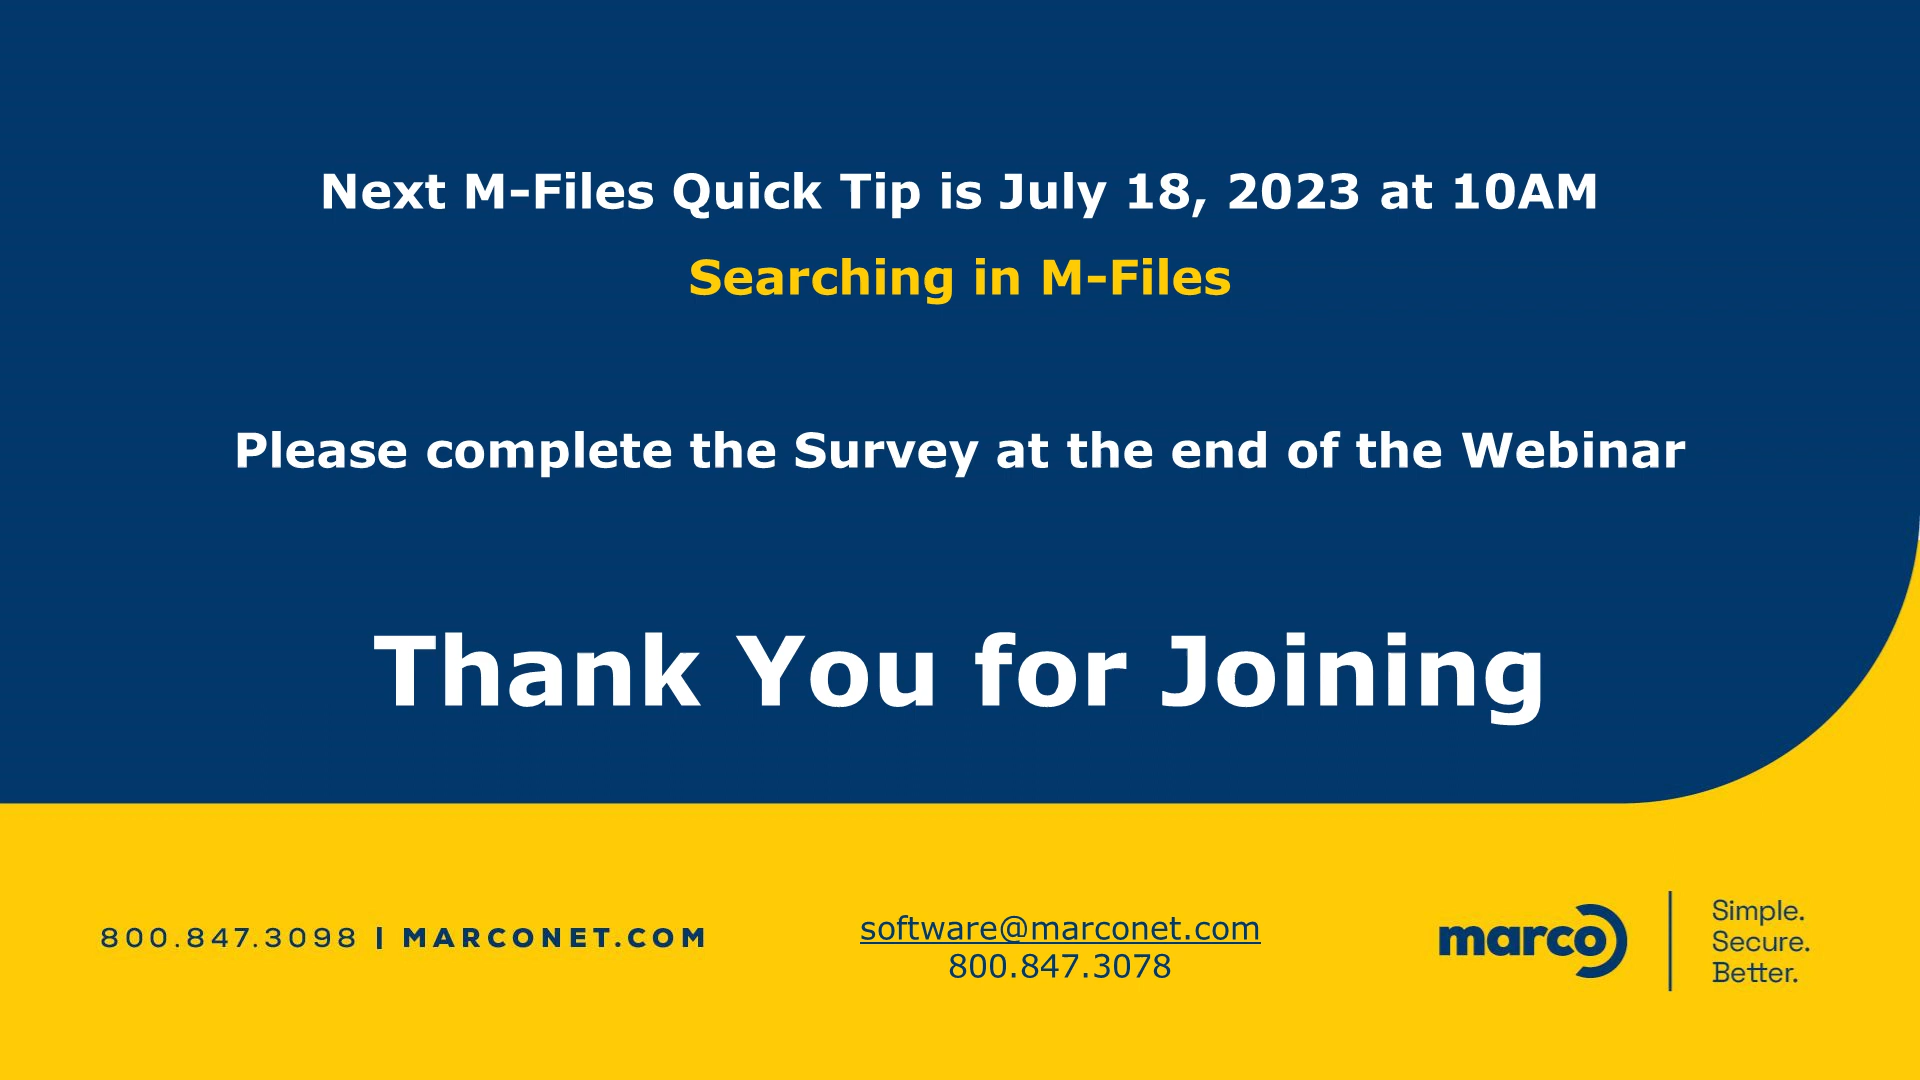 Next M-Files Quick Tip is July 18, 2023 at 10AM
Searching in M-Files
Please complete the Survey at the end of the Webinar
Thank You for Joining
800.847.3098 | MARCONET.COM
software@marconet.com
800.847.3078
marco
Simple.
Secure.
Better.